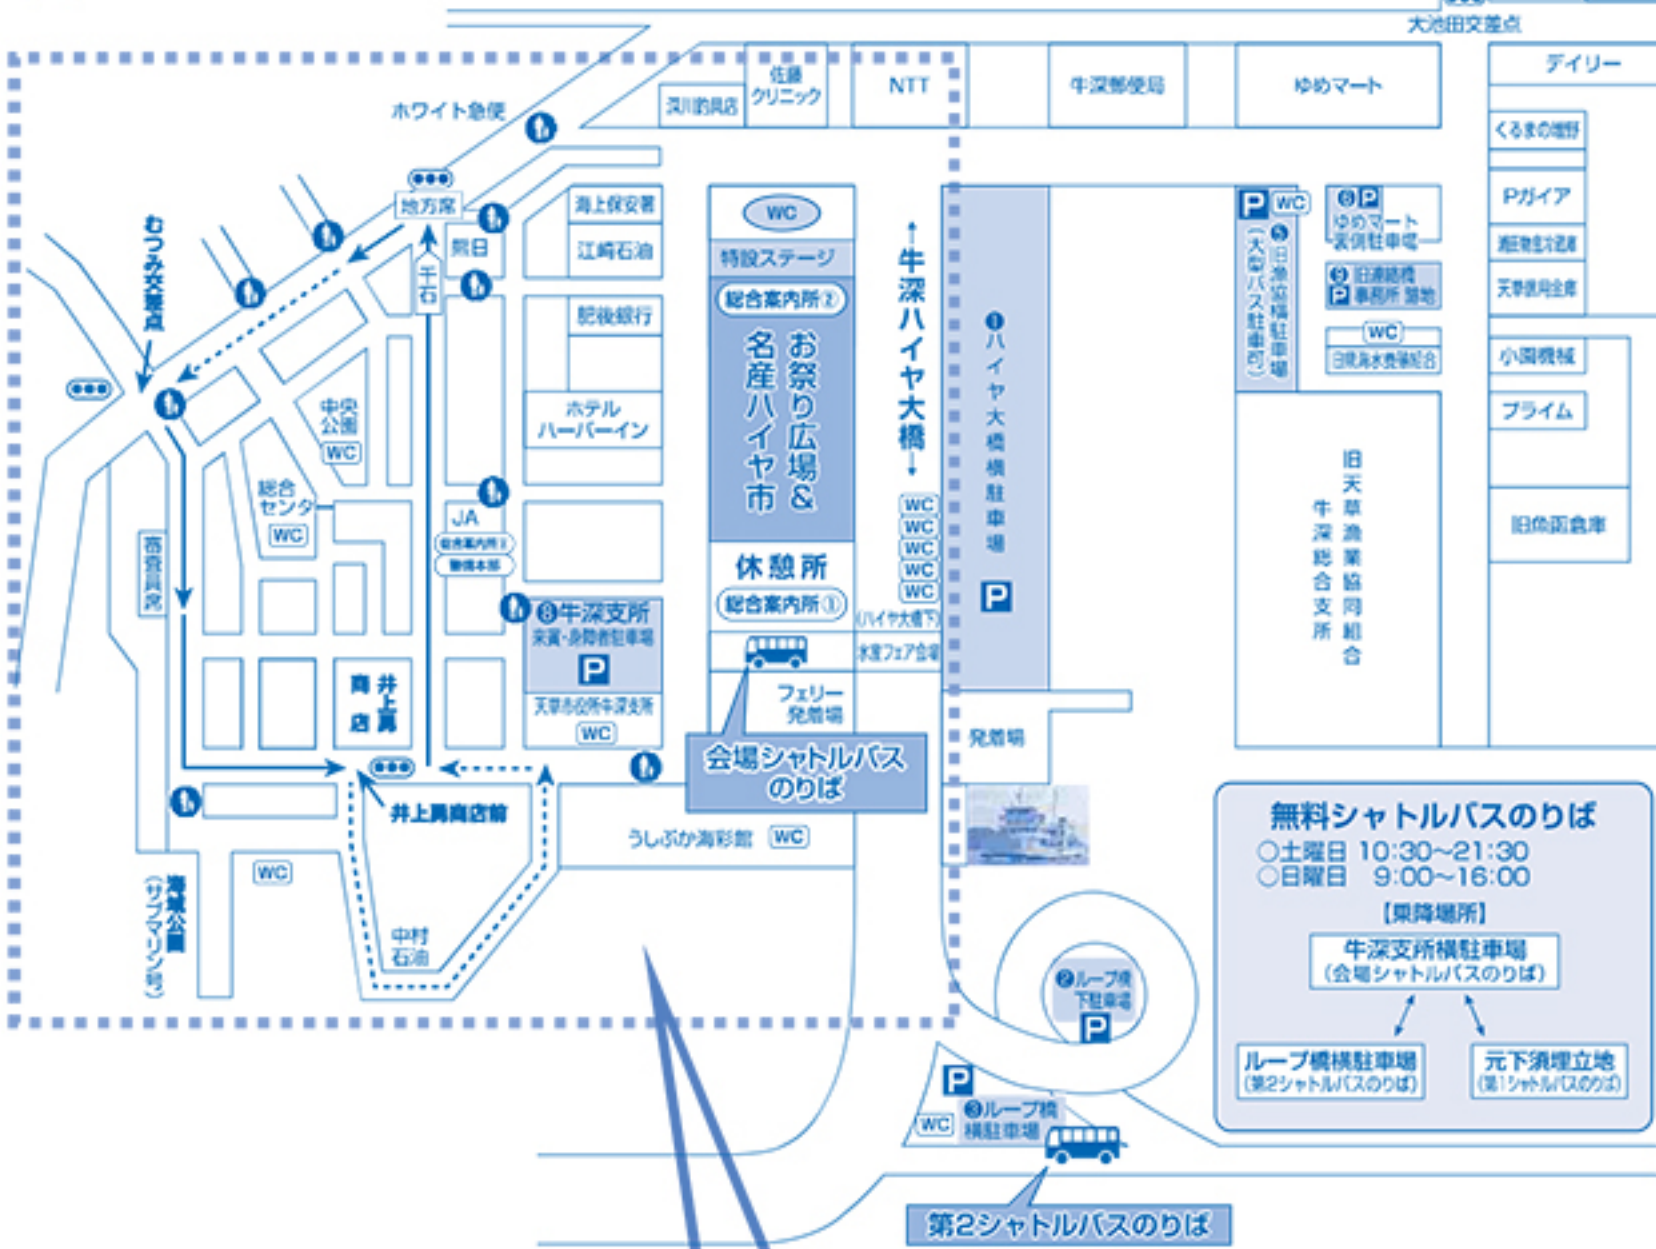 大池田交差点
デイリー
佐藤
クリニック
NTT
牛深郵便局
ゆめマート
深川釣具店
ホワイト急便
くるまの増野
地方席
海上保安署
WC
Pガイア
むつみ交差点
熊日
江崎石油
特設ステージ
千石
総合案内所②
肥後銀行
お祭り広場&
名産ハイヤ市
←牛深ハイヤ大橋→
❶ハイヤ大橋横駐車場
P
P WC
❺旧漁協横駐車場
(大型バス駐車可)
❻P
ゆめマート
裏側駐車場
❾旧連絡橋
P 事務所 跡地
WC
天草信用金庫
小園機械
プライム
中央
公園
WC
ホテル
ハーバーイン
総合
センター
WC
JA
警備本部
WC
WC
WC
WC
WC
(ハイヤ大橋下)
水産フェア会場
旧天草漁業協同組合
牛深総合支所
旧魚函倉庫
審査員席
休憩所
総合案内所①
❽牛深支所
来賓・身障者駐車場
P
天草市役所牛深支所
WC
井上勇
商店
フェリー
発着場
発着場
会場シャトルバス
のりば
井上勇商店前
うしぶか海彩館 WC
WC
海域公園
(サブマリン号)
中村
石油
❷ループ橋
下駐車場
P
P
WC
❸ループ橋
横駐車場
第2シャトルバスのりば
無料シャトルバスのりば
○土曜日 10:30～21:30
○日曜日 9:00～16:00
【乗降場所】
牛深支所横駐車場
(会場シャトルバスのりば)
ループ橋横駐車場
(第2シャトルバスのりば)
元下須埋立地
(第1シャトルバスのりば)